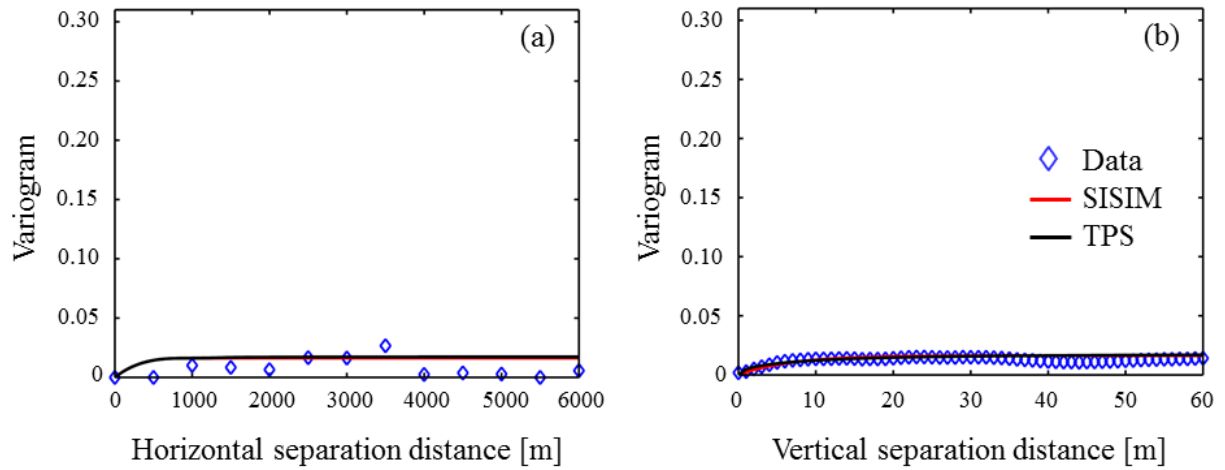 0.30
(a)
0.25
0.20
Variogram
0.15
0.10
0.05
0
0 1000 2000 3000 4000 5000 6000
Horizontal separation distance [m]
0.30
(b)
0.25
0.20
Variogram
0.15
0.10
0.05
0
Data
SISIM
TPS
0 10 20 30 40 50 60
Vertical separation distance [m]